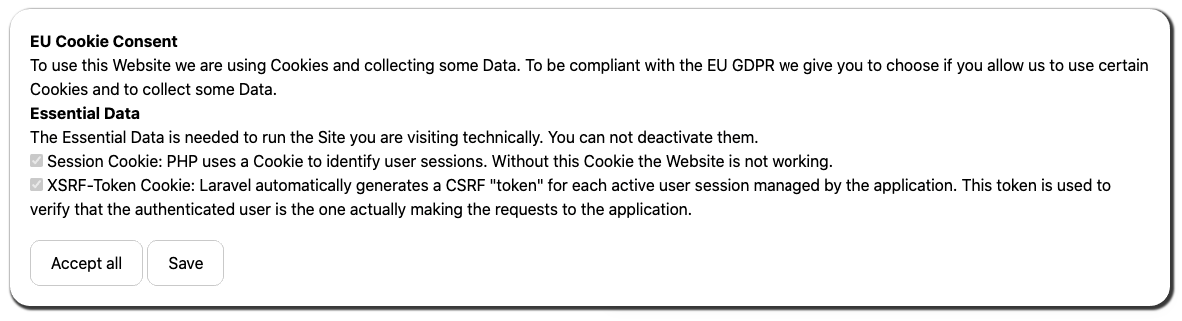 EU Cookie Consent
To use this Website we are using Cookies and collecting some Data. To be compliant with the EU GDPR we give you to choose if you allow us to use certain
Cookies and to collect some Data.
Essential Data
The Essential Data is needed to run the Site you are visiting technically. You can not deactivate them.
Session Cookie: PHP uses a Cookie to identify user sessions. Without this Cookie the Website is not working.
XSRF-Token Cookie: Laravel automatically generates a CSRF "token" for each active user session managed by the application. This token is used to
verify that the authenticated user is the one actually making the requests to the application.
Accept all Save